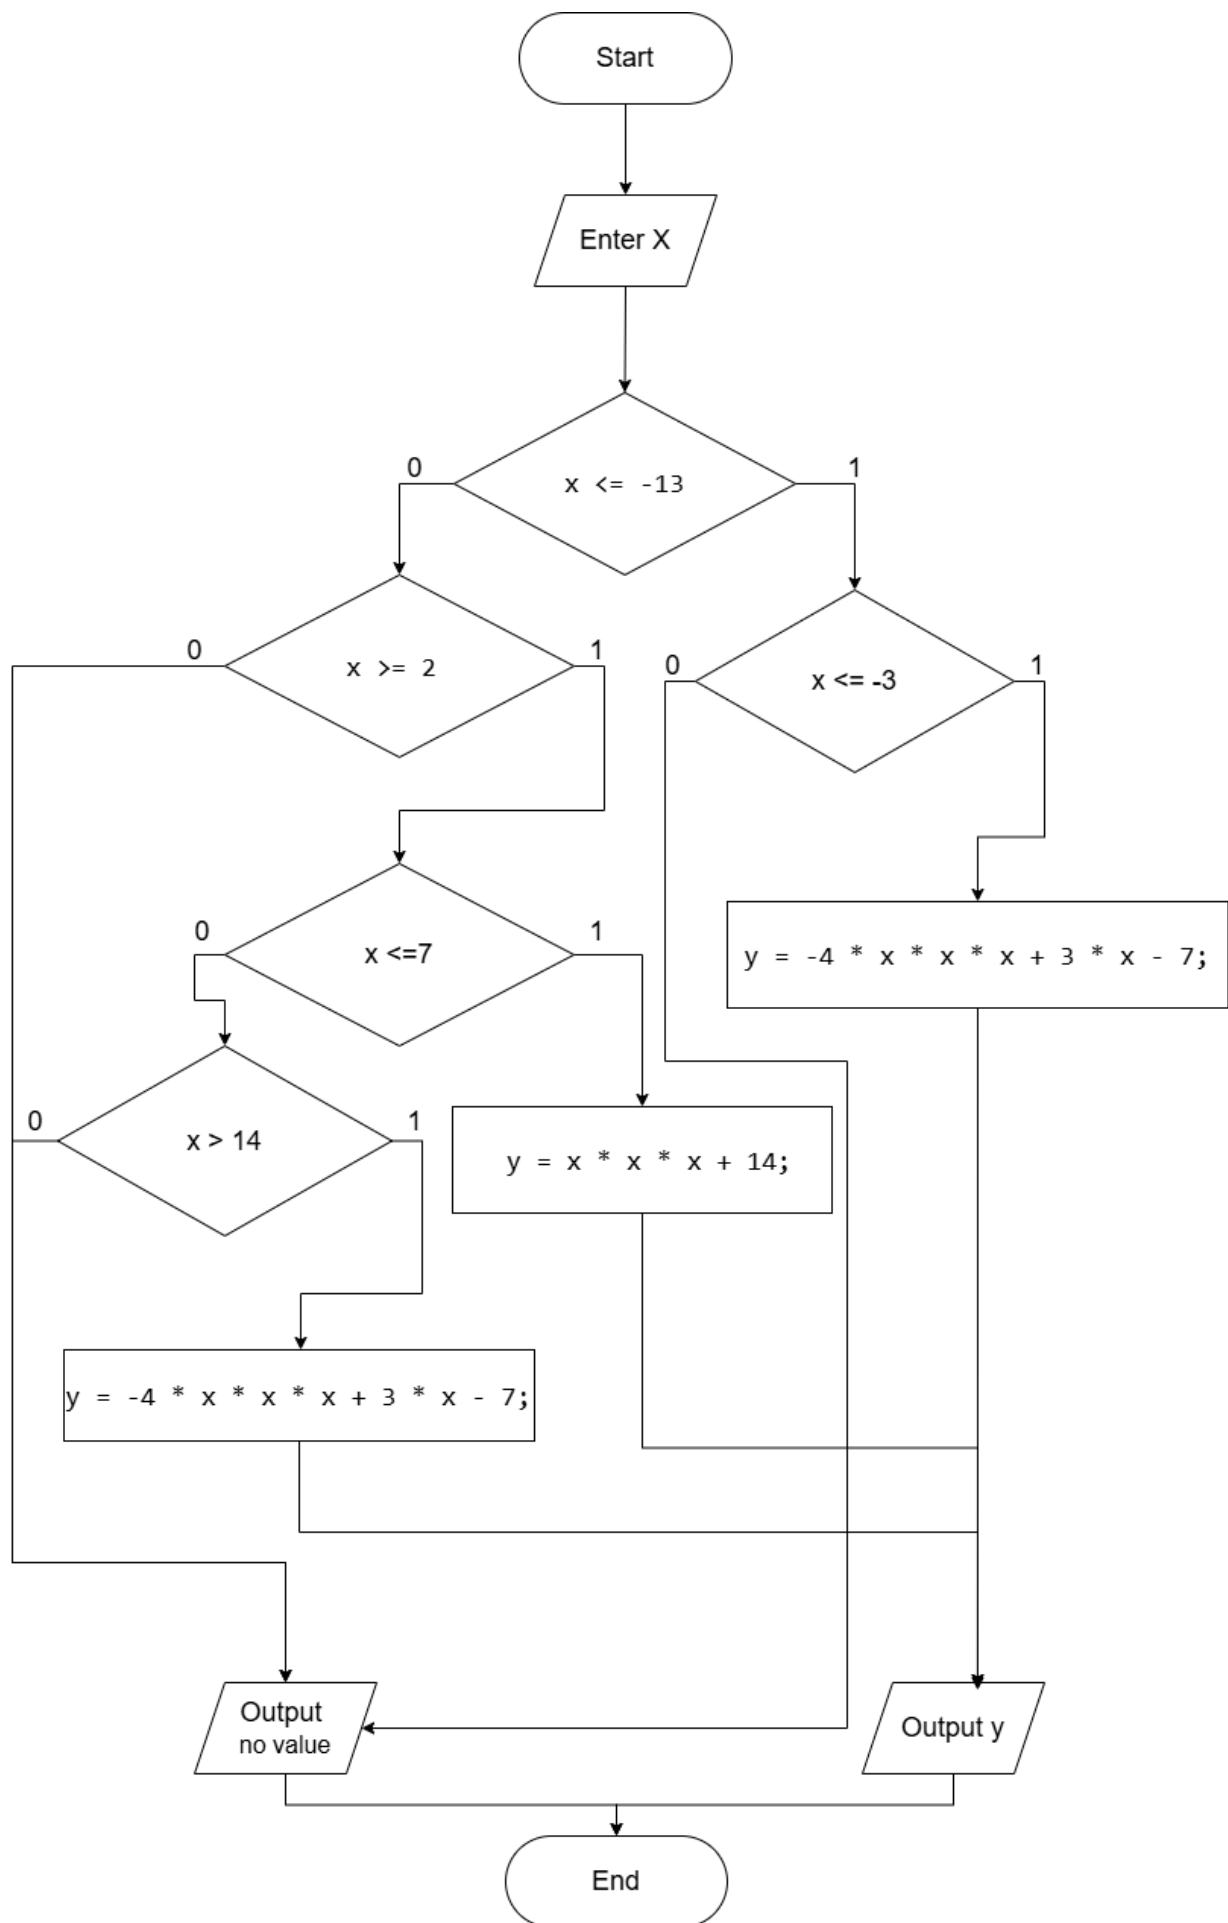 Start
Enter X
0
1
x <= -13
0
1
x >= 2
0
1
x <= -3
0
1
x <=7
y = -4 * x * x * x + 3 * x - 7;
0
1
x > 14
y = x * x * x + 14;
y = -4 * x * x * x + 3 * x - 7;
Output
no value
Output y
End